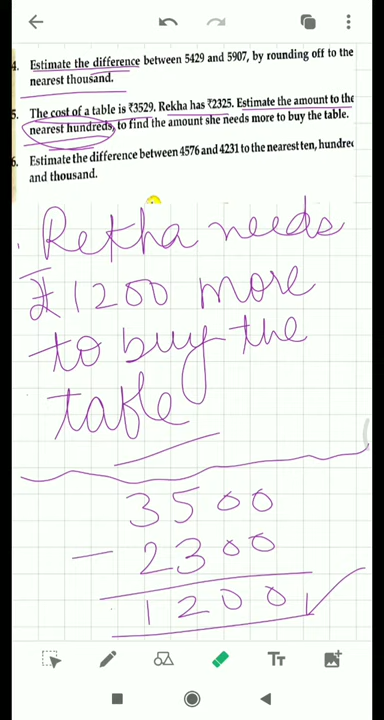 4. Estimate the difference between 5429 and 5907, by rounding off to the
nearest thousand.
5. The cost of a table is ₹3529. Rekha has ₹2325. Estimate the amount to the
nearest hundreds, to find the amount she needs more to buy the table.
6. Estimate the difference between 4576 and 4231 to the nearest ten, hundred
and thousand.
Rekha needs
₹1200 more
to buy the
table
3500
- 2300
1200
TT